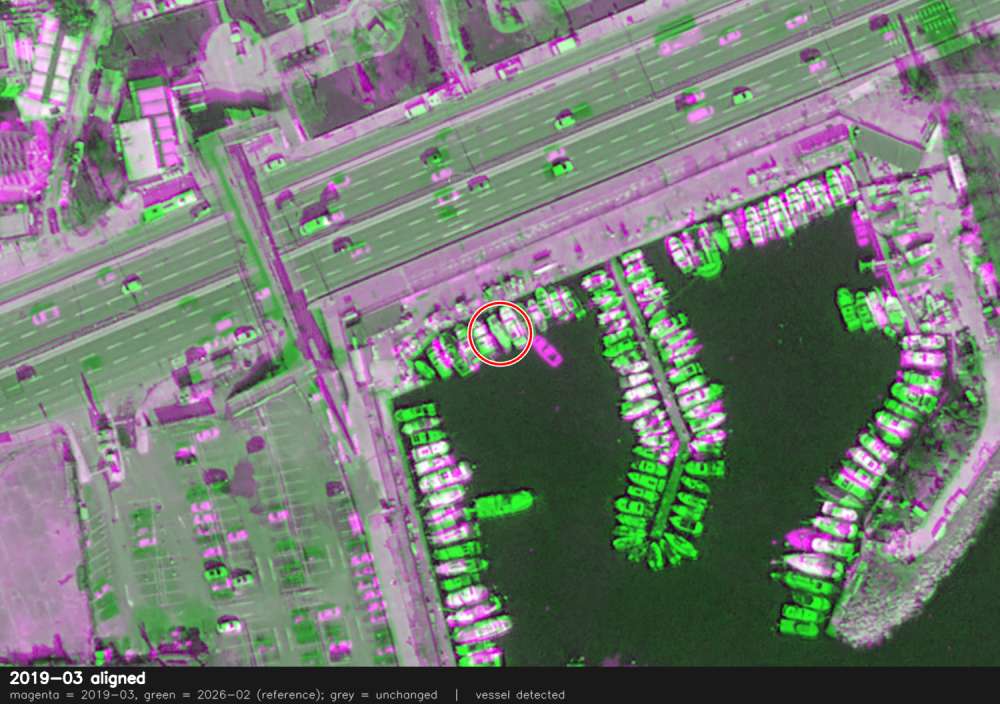 2019-03 aligned
magenta = 2019-03, green = 2026-02 (reference); grey = unchanged | vessel detected